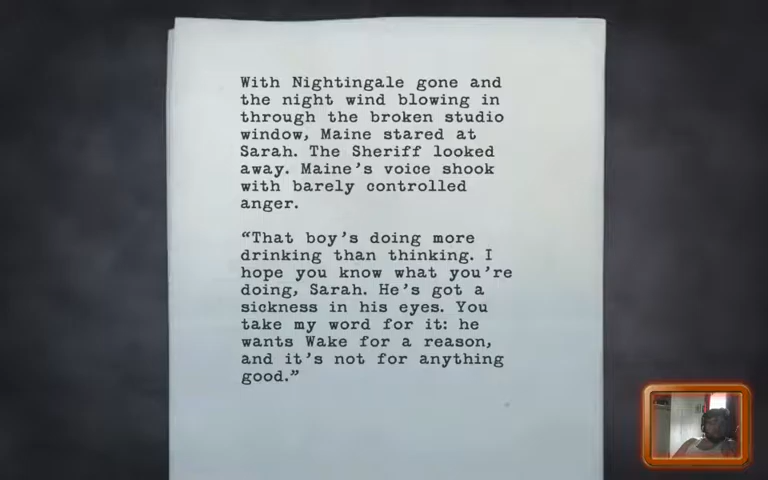 With Nightingale gone and
the night wind blowing in
through the broken studio
window, Maine stared at
Sarah. The Sheriff looked
away. Maine's voice shook
with barely controlled
anger.
“That boy's doing more
drinking than thinking. I
hope you know what you're
doing, Sarah. He's got a
sickness in his eyes. You
take my word for it: he
wants Wake for a reason,
and it's not for anything
good.”